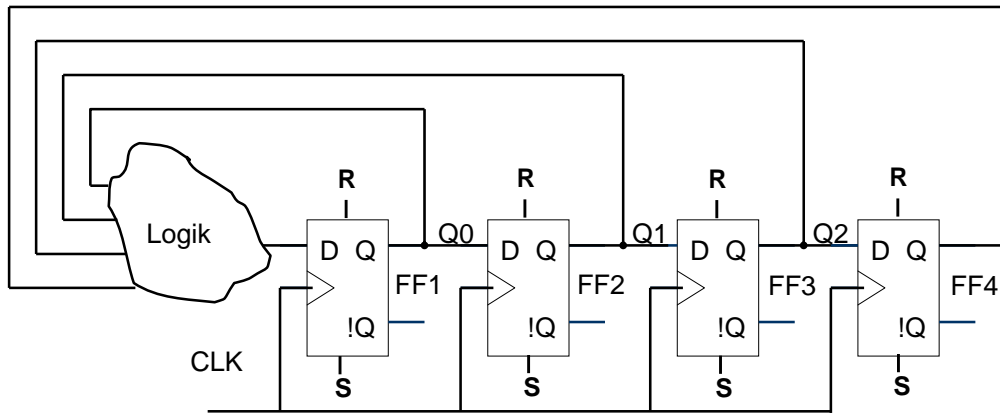 R R R R
Logik
D Q Q0 D Q Q1 D Q Q2 D Q
FF1 FF2 FF3 FF4
!Q !Q !Q !Q
CLK
S S S S